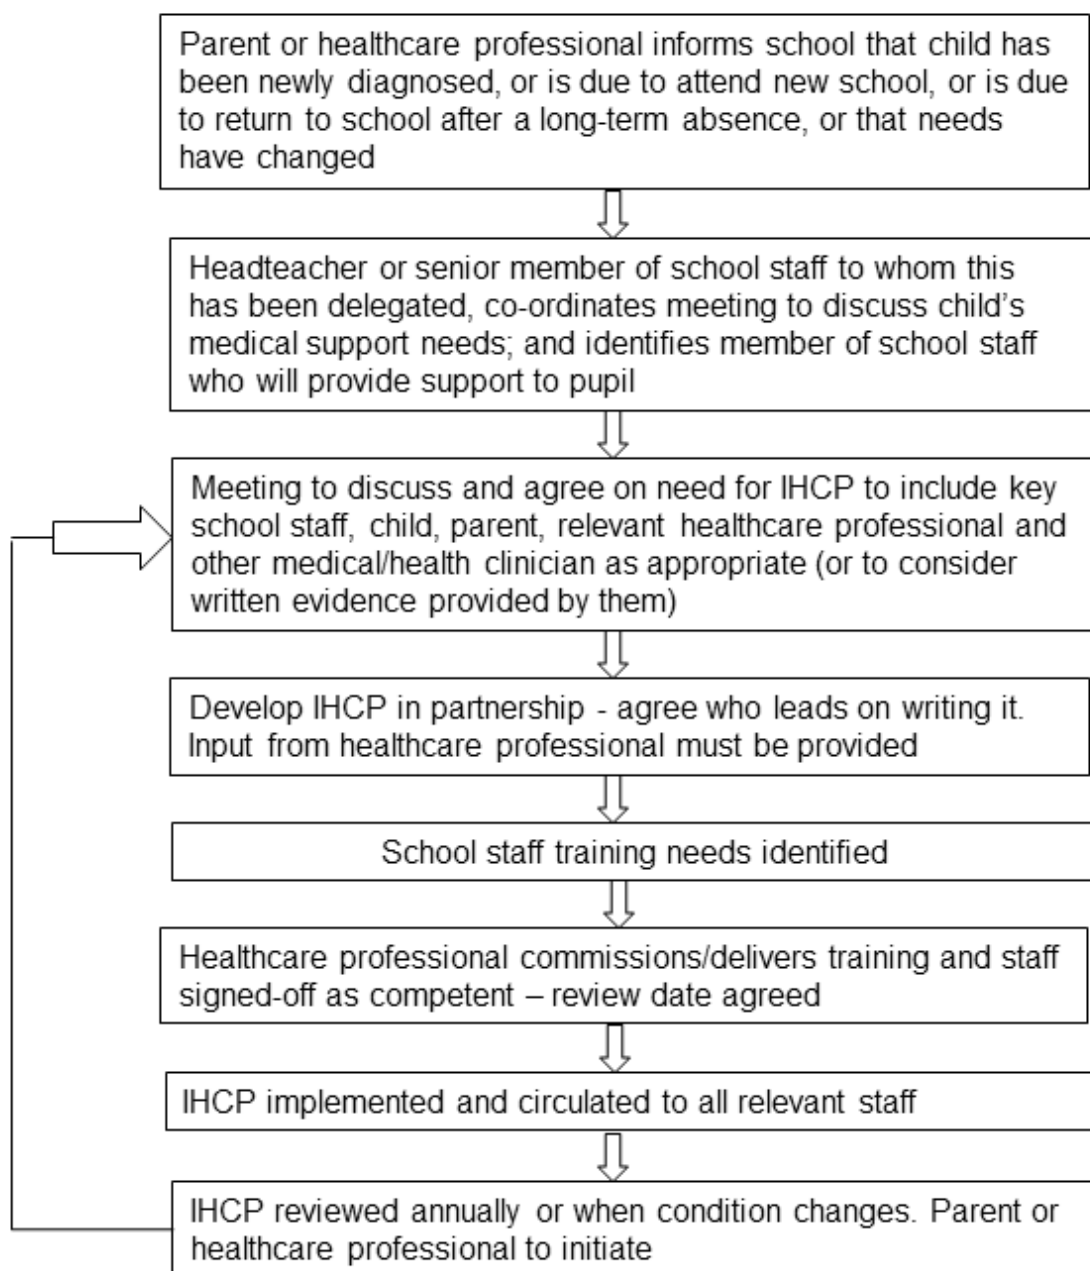 Parent or healthcare professional informs school that child has
been newly diagnosed, or is due to attend new school, or is due
to return to school after a long-term absence, or that needs
have changed
Headteacher or senior member of school staff to whom this
has been delegated, co-ordinates meeting to discuss child’s
medical support needs; and identifies member of school staff
who will provide support to pupil
Meeting to discuss and agree on need for IHCP to include key
school staff, child, parent, relevant healthcare professional and
other medical/health clinician as appropriate (or to consider
written evidence provided by them)
Develop IHCP in partnership - agree who leads on writing it.
Input from healthcare professional must be provided
School staff training needs identified
Healthcare professional commissions/delivers training and staff
signed-off as competent – review date agreed
IHCP implemented and circulated to all relevant staff
IHCP reviewed annually or when condition changes. Parent or
healthcare professional to initiate